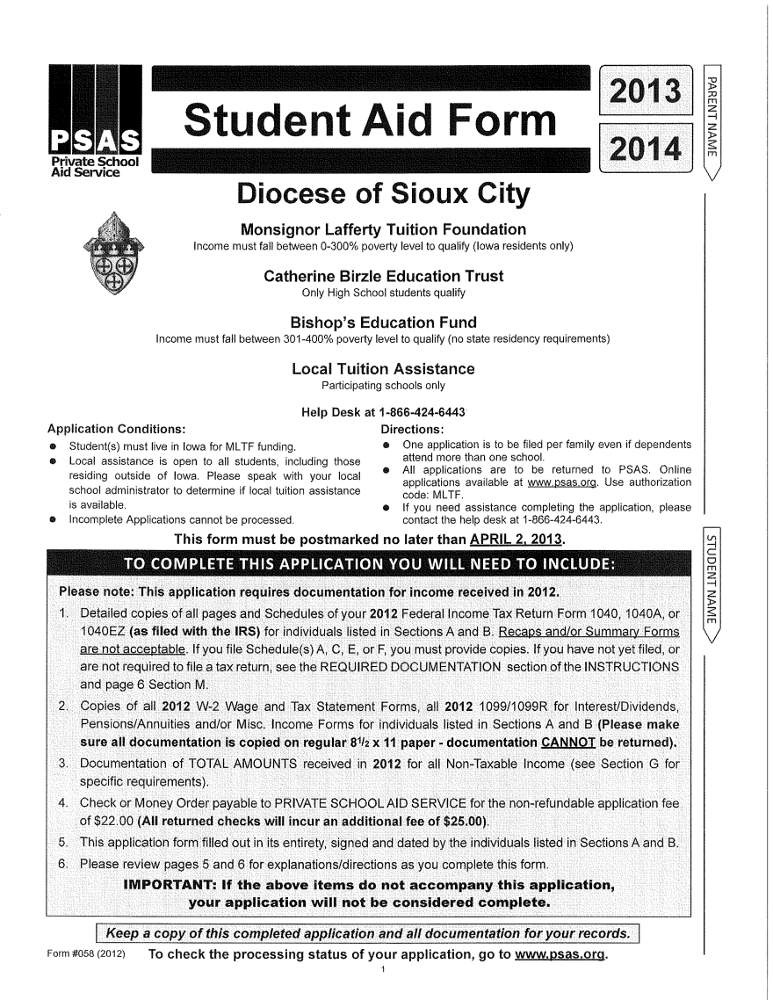 PSAS
Private School
Aid Service
Student Aid Form
2013
2014
PARENT NAME
Diocese of Sioux City
Monsignor Lafferty Tuition Foundation
Income must fall between 0-300% poverty level to qualify (Iowa residents only)
Catherine Birzle Education Trust
Only High School students qualify
Bishop's Education Fund
Income must fall between 301-400% poverty level to qualify (no state residency requirements)
Local Tuition Assistance
Participating schools only
Help Desk at 1-866-424-6443
Application Conditions:
● Student(s) must live in Iowa for MLTF funding.
● Local assistance is open to all students, including those
residing outside of Iowa. Please speak with your local
school administrator to determine if local tuition assistance
is available.
● Incomplete Applications cannot be processed.
Directions:
● One application is to be filed per family even if dependents
attend more than one school.
● All applications are to be returned to PSAS. Online
applications available at www.psas.org. Use authorization
code: MLTF.
● If you need assistance completing the application, please
contact the help desk at 1-866-424-6443.
This form must be postmarked no later than APRIL 2, 2013.
STUDENT NAME
TO COMPLETE THIS APPLICATION YOU WILL NEED TO INCLUDE:
Please note: This application requires documentation for income received in 2012.
1. Detailed copies of all pages and Schedules of your 2012 Federal Income Tax Return Form 1040, 1040A, or
1040EZ (as filed with the IRS) for individuals listed in Sections A and B. Recaps and/or Summary Forms
are not acceptable. If you file Schedule(s) A, C, E, or F, you must provide copies. If you have not yet filed, or
are not required to file a tax return, see the REQUIRED DOCUMENTATION section of the INSTRUCTIONS
and page 6 Section M.
2. Copies of all 2012 W-2 Wage and Tax Statement Forms, all 2012 1099/1099R for Interest/Dividends,
Pensions/Annuities and/or Misc. Income Forms for individuals listed in Sections A and B (Please make
sure all documentation is copied on regular 8½ x 11 paper - documentation CANNOT be returned).
3. Documentation of TOTAL AMOUNTS received in 2012 for all Non-Taxable Income (see Section G for
specific requirements).
4. Check or Money Order payable to PRIVATE SCHOOL AID SERVICE for the non-refundable application fee
of $22.00 (All returned checks will incur an additional fee of $25.00).
5. This application form filled out in its entirety, signed and dated by the individuals listed in Sections A and B.
6. Please review pages 5 and 6 for explanations/directions as you complete this form.
IMPORTANT: If the above items do not accompany this application,
your application will not be considered complete.
Keep a copy of this completed application and all documentation for your records.
Form #058 (2012)
To check the processing status of your application, go to www.psas.org.
1